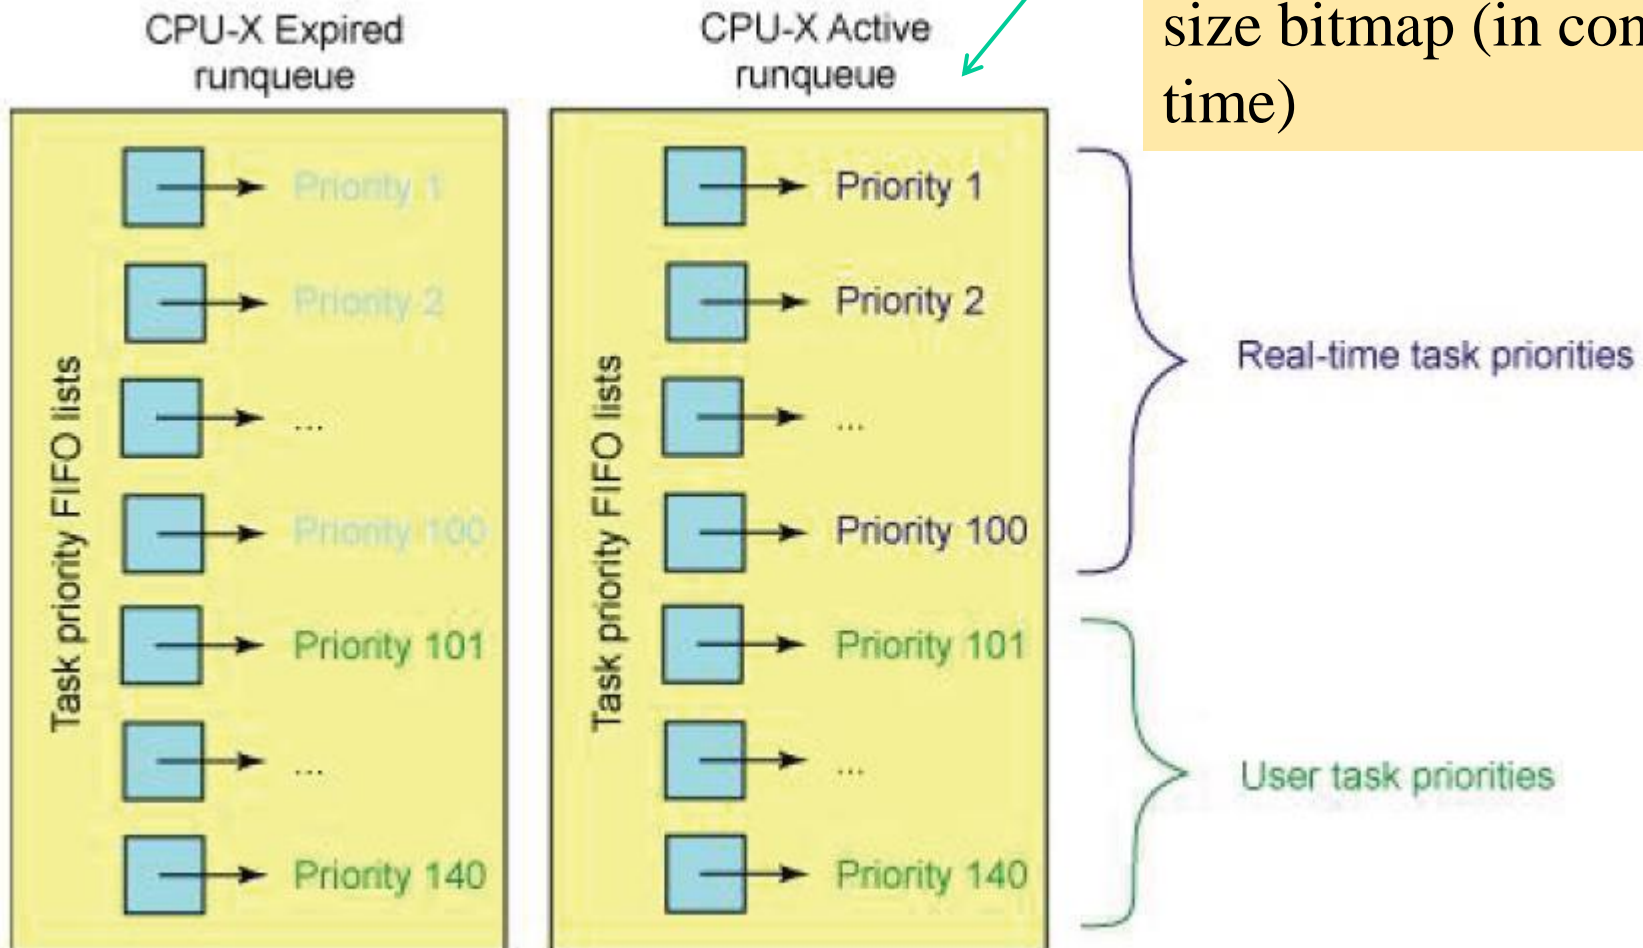 CPU-X Expired
runqueue
CPU-X Active
runqueue
size bitmap (in
time)
Task priority FIFO lists
Priority 1
Priority 2
...
Priority 100
Priority 101
...
Priority 140
Task priority FIFO lists
Priority 1
Priority 2
...
Priority 100
Priority 101
...
Priority 140
Real-time task priorities
User task priorities